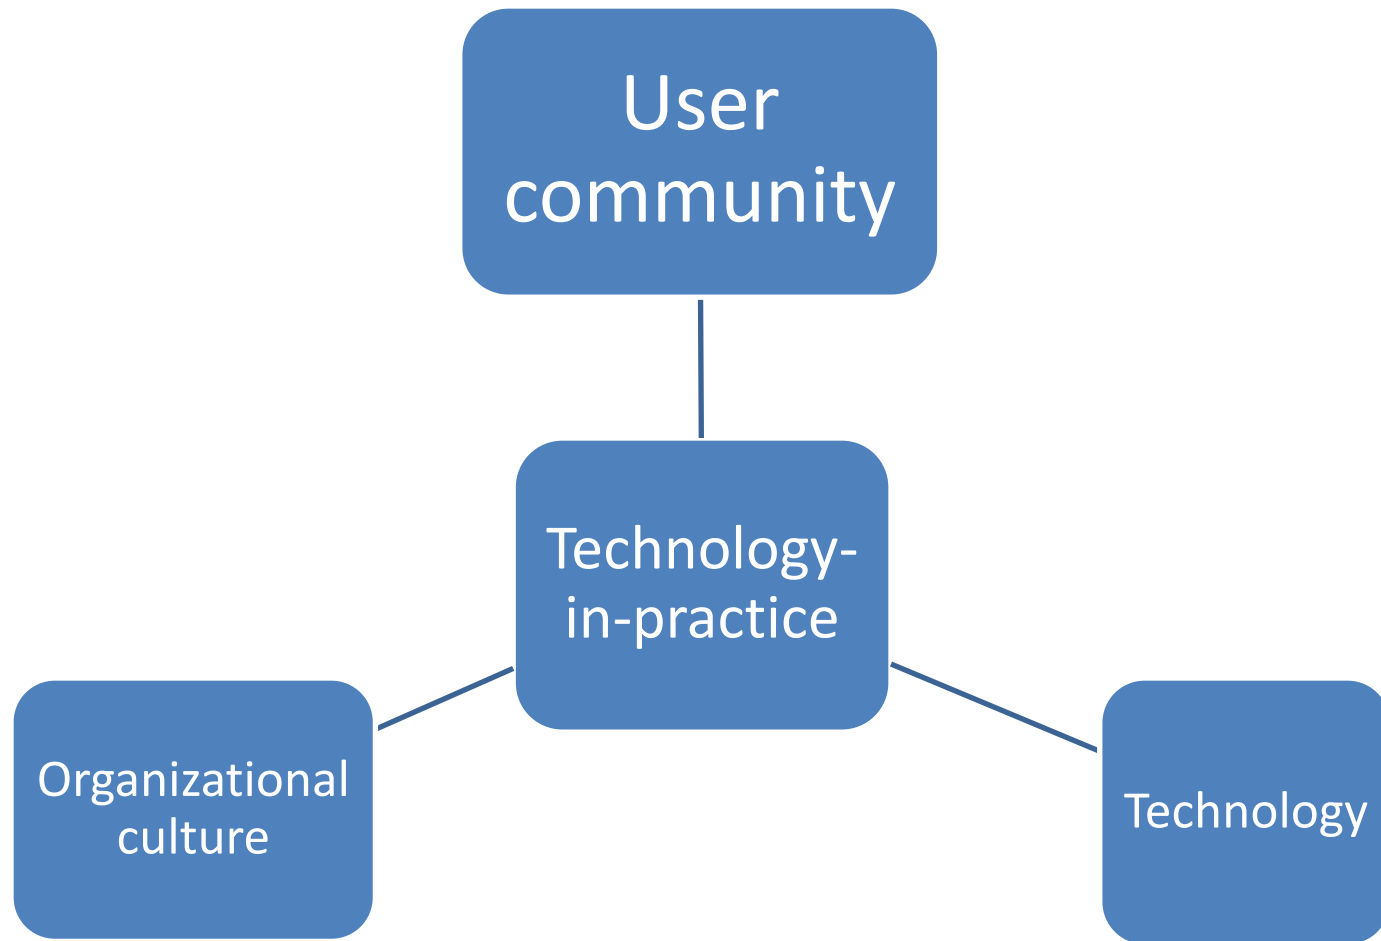 User
community
Technology-
in-practice
Organizational
culture
Technology